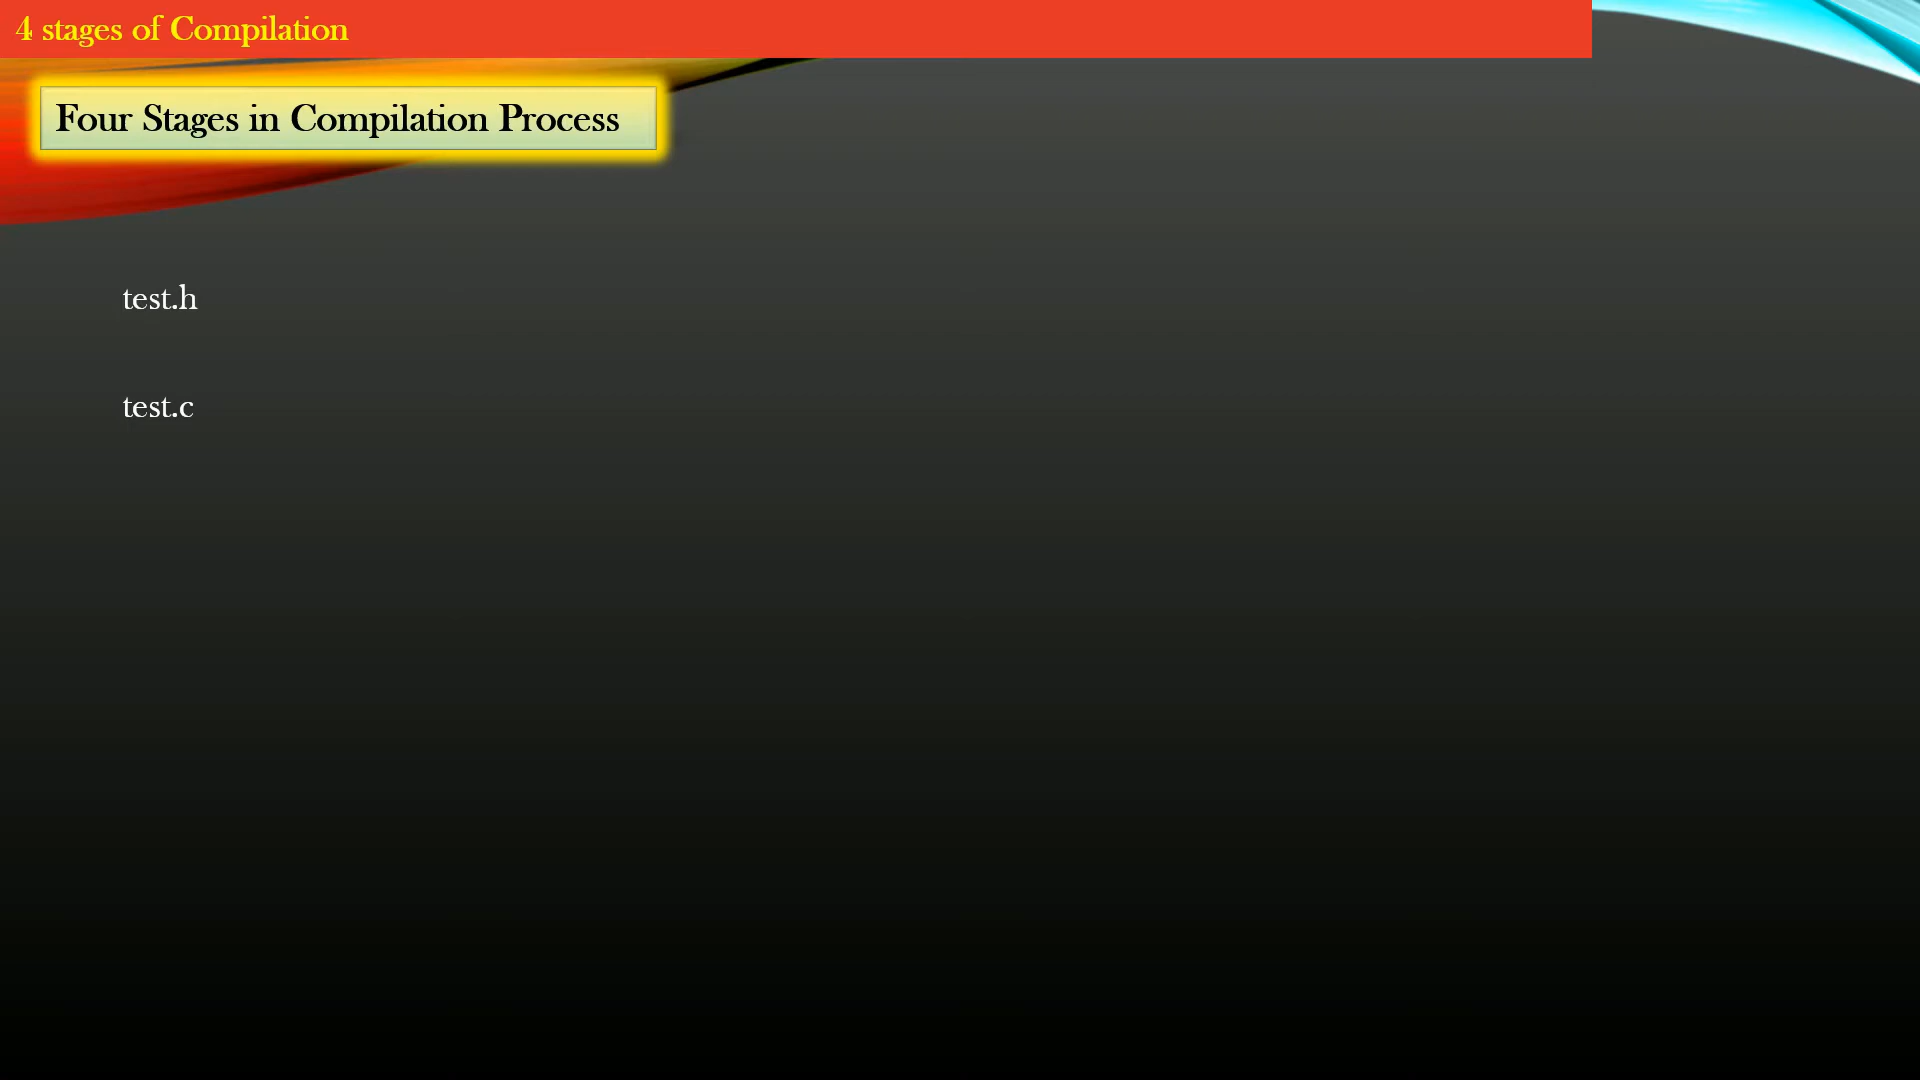 4 stages of Compilation
Four Stages in Compilation Process
test.h
test.c